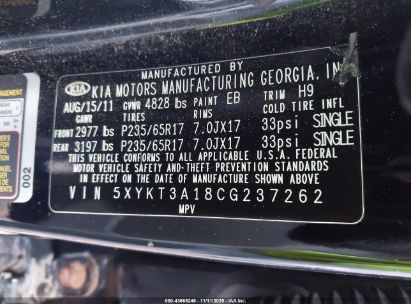 MANUFACTURED BY
KIA KIA MOTORS MANUFACTURING GEORGIA, IN
AUG/15/11 GVWR 4828 lbs PAINT EB TRIM H9
TIRES RIMS COLD TIRE INFL
FRONT 2977 lbs P235/65R17 7.0JX17 33psi SINGLE
REAR 3197 lbs P235/65R17 7.0JX17 33psi SINGLE
THIS VEHICLE CONFORMS TO ALL APPLICABLE U.S.A. FEDERAL
MOTOR VEHICLE SAFETY AND THEFT PREVENTION STANDARDS
IN EFFECT ON THE DATE OF MANUFACTURE SHOWN ABOVE.
VIN 5XYKT3A18CG237262
MPV
002